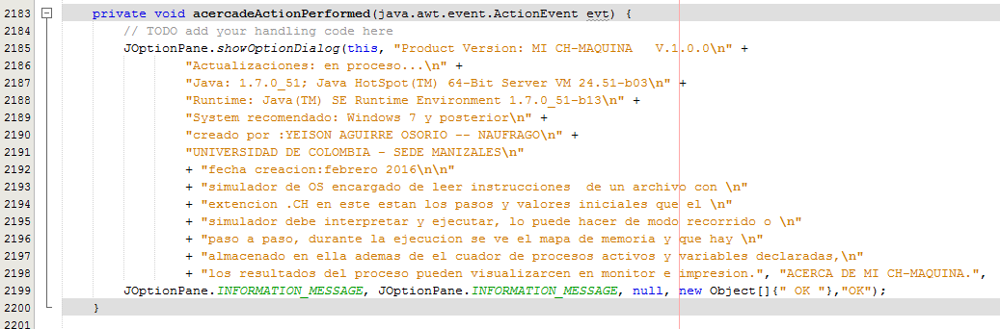 2183 private void acercadeActionPerformed(java.awt.event.ActionEvent evt) {
2184 // TODO add your handling code here
2185 JOptionPane.showOptionDialog(this, "Product Version: MI CH-MAQUINA   V.1.0.0\n" +
2186 "Actualizaciones: en proceso...\n" +
2187 "Java: 1.7.0_51; Java HotSpot(TM) 64-Bit Server VM 24.51-b03\n" +
2188 "Runtime: Java(TM) SE Runtime Environment 1.7.0_51-b13\n" +
2189 "System recomendado: Windows 7 y posterior\n" +
2190 "creado por :YEISON AGUIRRE OSORIO -- NAUFRAGO\n" +
2191 "UNIVERSIDAD DE COLOMBIA - SEDE MANIZALES\n"
2192 + "fecha creacion:febrero 2016\n\n"
2193 + "simulador de OS encargado de leer instrucciones  de un archivo con \n"
2194 + "extencion .CH en este estan los pasos y valores iniciales que el \n"
2195 + "simulador debe interpretar y ejecutar, lo puede hacer de modo recorrido o \n"
2196 + "paso a paso, durante la ejecucion se ve el mapa de memoria y que hay \n"
2197 + "almacenado en ella ademas de el cuador de procesos activos y variables declaradas,\n"
2198 + "los resultados del proceso pueden visualizarcen en monitor e impresion.", "ACERCA DE MI CH-MAQUINA.",
2199 JOptionPane.INFORMATION_MESSAGE, JOptionPane.INFORMATION_MESSAGE, null, new Object[]{" OK "},"OK");
2200 }
2201